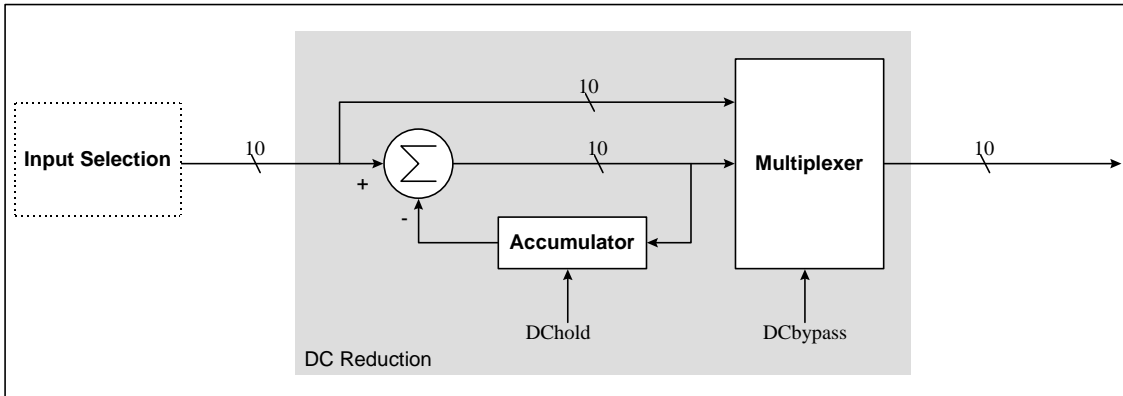 10
Input Selection
10
10
Multiplexer
10
+
-
Accumulator
DChold
DCbypass
DC Reduction